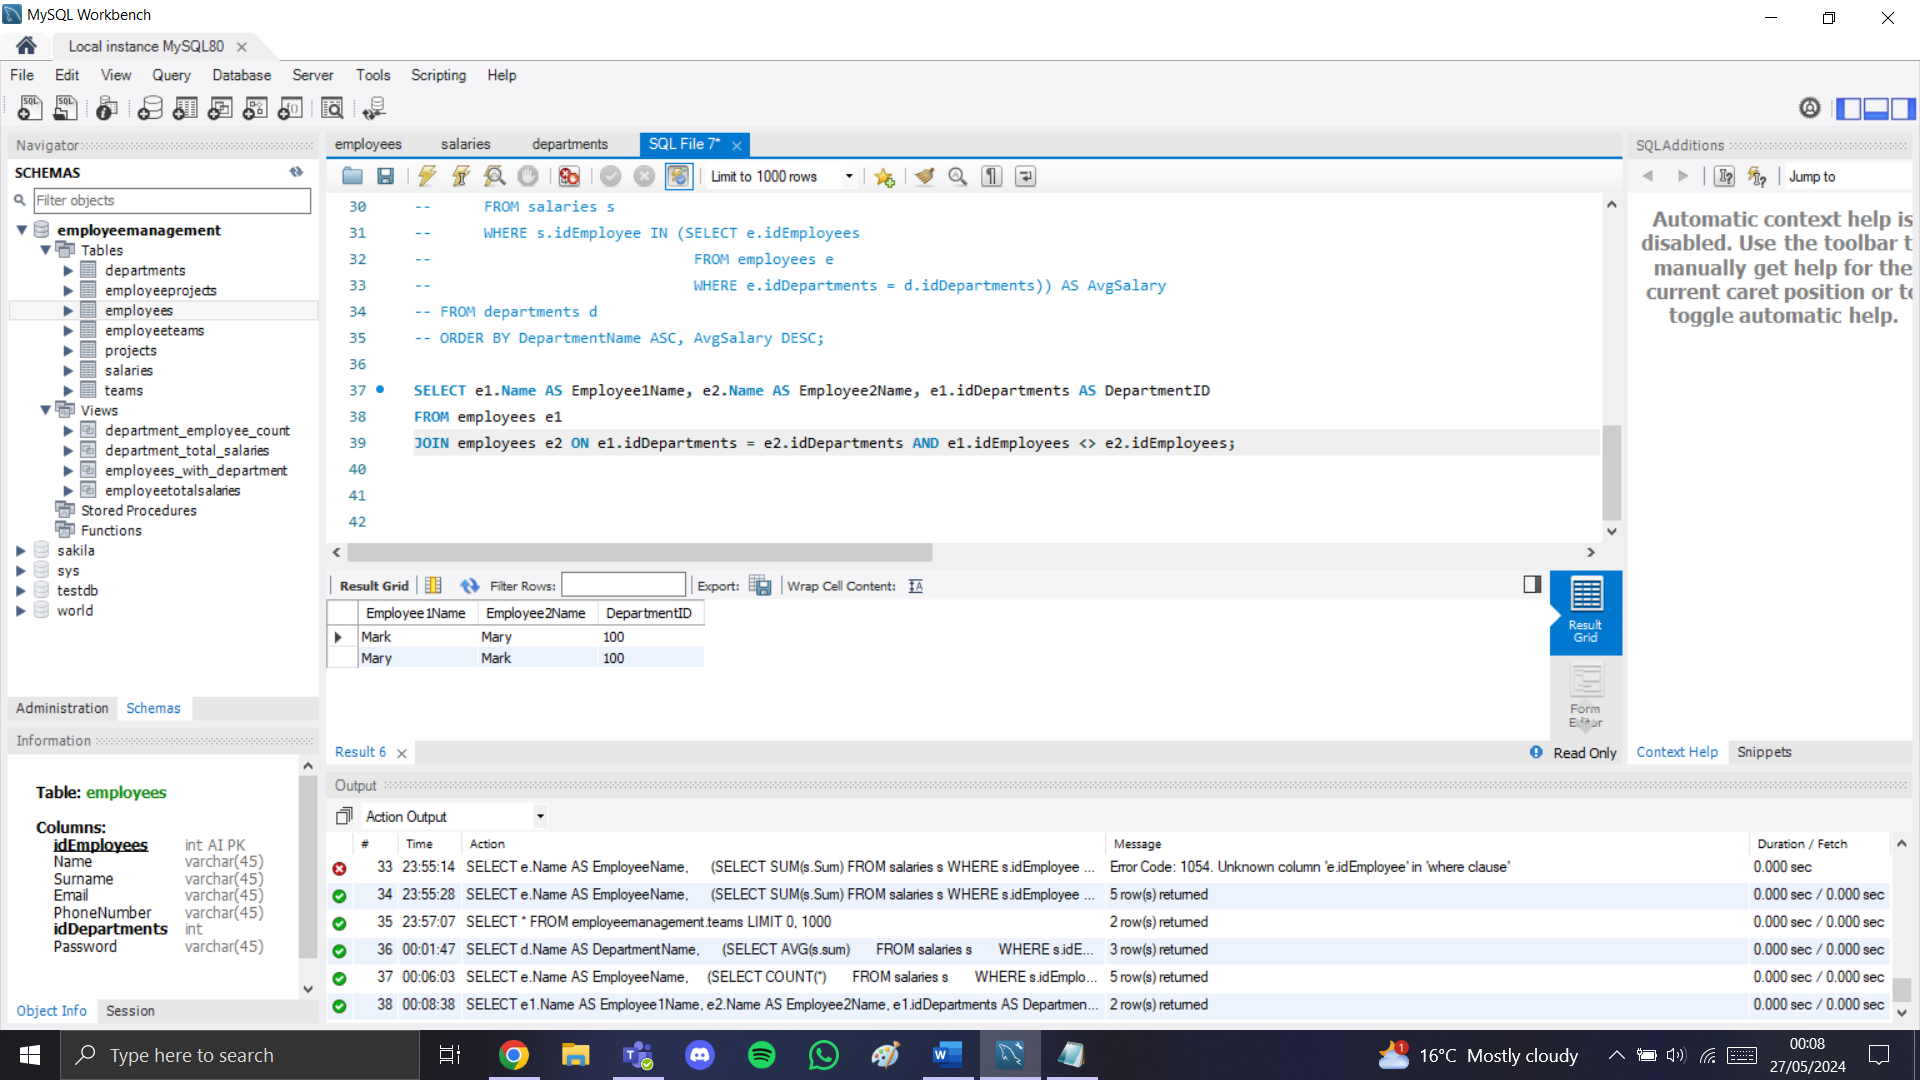 MySQL Workbench
Local instance MySQL80
File Edit View Query Database Server Tools Scripting Help
Navigator
SCHEMAS
Filter objects
employeemanagement
Tables
departments
employeeprojects
employees
employeeteams
projects
salaries
teams
Views
department_employee_count
department_total_salaries
employees_with_department
employeetotalsalaries
Stored Procedures
Functions
sakila
sys
testdb
world
Administration Schemas
Information
Table: employees
Columns:
idEmployees int AI PK
Name varchar(45)
Surname varchar(45)
Email varchar(45)
PhoneNumber varchar(45)
idDepartments int
Password varchar(45)
Object Info Session
employees salaries departments SQL File 7*
Limit to 1000 rows
30 -- FROM salaries s
31 -- WHERE s.idEmployee IN (SELECT e.idEmployees
32 -- FROM employees e
33 -- WHERE e.idDepartments = d.idDepartments)) AS AvgSalary
34 -- FROM departments d
35 -- ORDER BY DepartmentName ASC, AvgSalary DESC;
36
37 SELECT e1.Name AS Employee1Name, e2.Name AS Employee2Name, e1.idDepartments AS DepartmentID
38 FROM employees e1
39 JOIN employees e2 ON e1.idDepartments = e2.idDepartments AND e1.idEmployees <> e2.idEmployees;
40
41
42
Result Grid Filter Rows: Export: Wrap Cell Content:
Employee1Name Employee2Name DepartmentID
Mark Mary 100
Mary Mark 100
Result Grid
Form Editor
Result 6
Read Only
SQLAdditions
Jump to
Automatic context help is
disabled. Use the toolbar t
manually get help for the
current caret position or to
toggle automatic help.
Context Help Snippets
Output
Action Output
# Time Action Message Duration / Fetch
33 23:55:14 SELECT e.Name AS EmployeeName, (SELECT SUM(s.Sum) FROM salaries s WHERE s.idEmployee ... Error Code: 1054. Unknown column 'e.idEmployee' in 'where clause' 0.000 sec
34 23:55:28 SELECT e.Name AS EmployeeName, (SELECT SUM(s.Sum) FROM salaries s WHERE s.idEmployee ... 5 row(s) returned 0.000 sec / 0.000 sec
35 23:57:07 SELECT * FROM employeemanagement.teams LIMIT 0, 1000 2 row(s) returned 0.000 sec / 0.000 sec
36 00:01:47 SELECT d.Name AS DepartmentName, (SELECT AVG(s.sum) FROM salaries s WHERE s.idE... 3 row(s) returned 0.000 sec / 0.000 sec
37 00:06:03 SELECT e.Name AS EmployeeName, (SELECT COUNT(*) FROM salaries s WHERE s.idEmplo... 5 row(s) returned 0.000 sec / 0.000 sec
38 00:08:38 SELECT e1.Name AS Employee1Name, e2.Name AS Employee2Name, e1.idDepartments AS Departmen... 2 row(s) returned 0.000 sec / 0.000 sec
Type here to search
16°C Mostly cloudy
00:08
27/05/2024